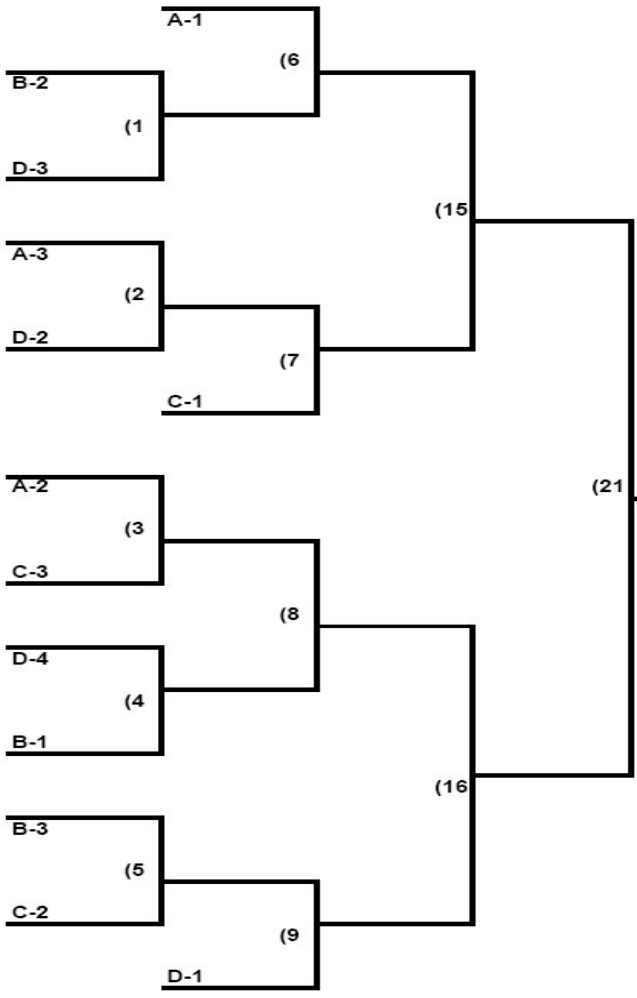 A-1
(6
B-2
(1
D-3
(15
A-3
(2
D-2
(7
C-1
A-2
(21
(3
C-3
(8
D-4
(4
B-1
(16
B-3
(5
C-2
(9
D-1